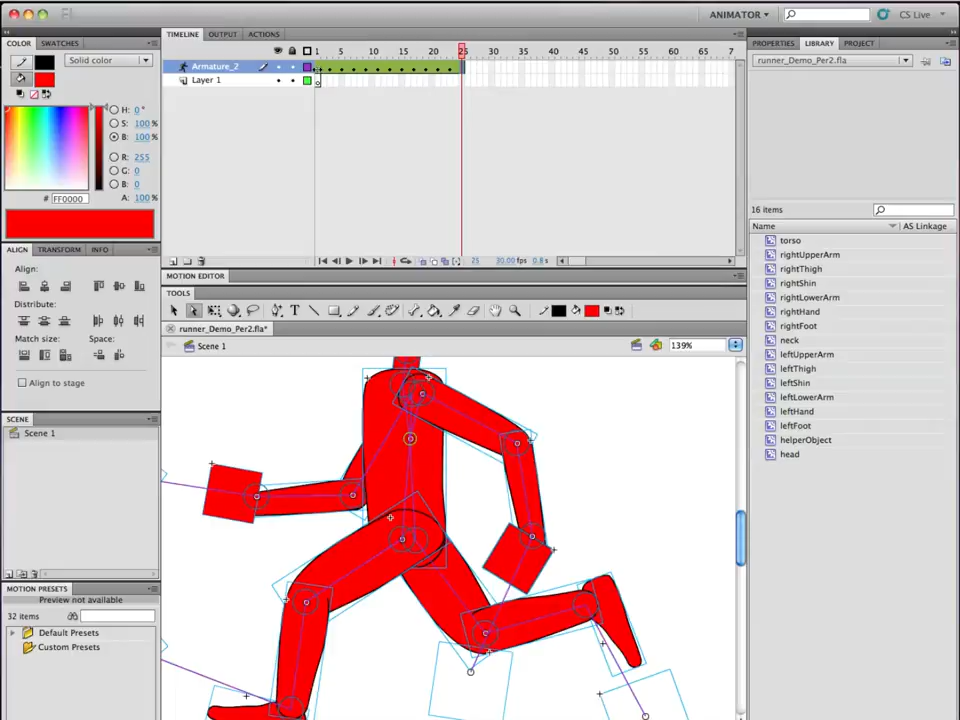 Fl
ANIMATOR
CS Live
COLOR SWATCHES
Solid color
H: 0 °
S: 100 %
B: 100 %
R: 255
G: 0
B: 0
A: 100 %
# FF0000
ALIGN TRANSFORM INFO
Align:
Distribute:
Match size: Space:
Align to stage
SCENE
Scene 1
MOTION PRESETS
Preview not available
32 items
Default Presets
Custom Presets
TIMELINE OUTPUT ACTIONS
1 5 10 15 20 25 30 35 40 45 50 55 60 65 7
Armature_2
Layer 1
25 30.00 fps 0.8 s
MOTION EDITOR
TOOLS
T
runner_Demo_Per2.fla*
Scene 1
139%
PROPERTIES LIBRARY PROJECT
runner_Demo_Per2.fla
16 items
Name AS Linkage
torso
rightUpperArm
rightThigh
rightShin
rightLowerArm
rightHand
rightFoot
neck
leftUpperArm
leftThigh
leftShin
leftLowerArm
leftHand
leftFoot
helperObject
head